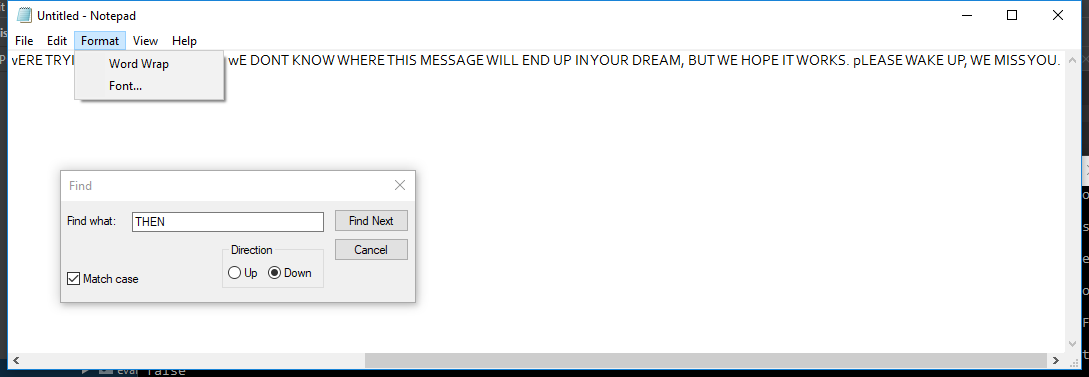 Untitled - Notepad
File Edit Format View Help
vERE TRYI wE DONT KNOW WHERE THIS MESSAGE WILL END UP IN YOUR DREAM, BUT WE HOPE IT WORKS. pLEASE WAKE UP, WE MISS YOU.
Word Wrap
Font...
Find
Find what: THEN Find Next
Direction Cancel
Up Down
Match case
false